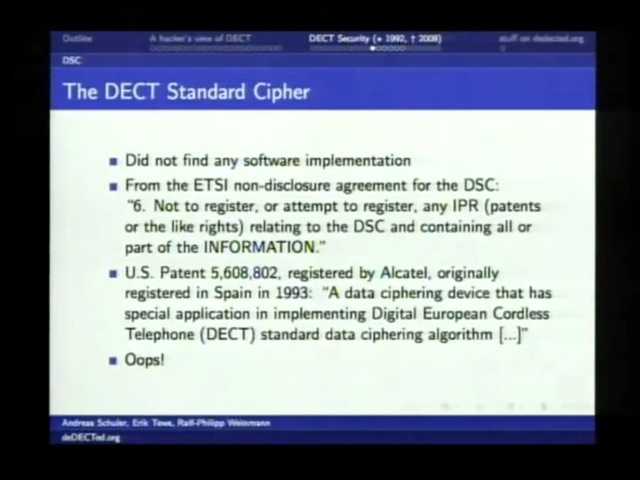 Outline
A hacker's view of DECT
DECT Security (* 1992, † 2008)
stuff on dedected.org
DSC
The DECT Standard Cipher
Did not find any software implementation
From the ETSI non-disclosure agreement for the DSC:
"6. Not to register, or attempt to register, any IPR (patents
or the like rights) relating to the DSC and containing all or
part of the INFORMATION."
U.S. Patent 5,608,802, registered by Alcatel, originally
registered in Spain in 1993: "A data ciphering device that has
special application in implementing Digital European Cordless
Telephone (DECT) standard data ciphering algorithm [...]"
Oops!
Andreas Schuler, Erik Tews, Ralf-Philipp Weinmann
deDECTed.org